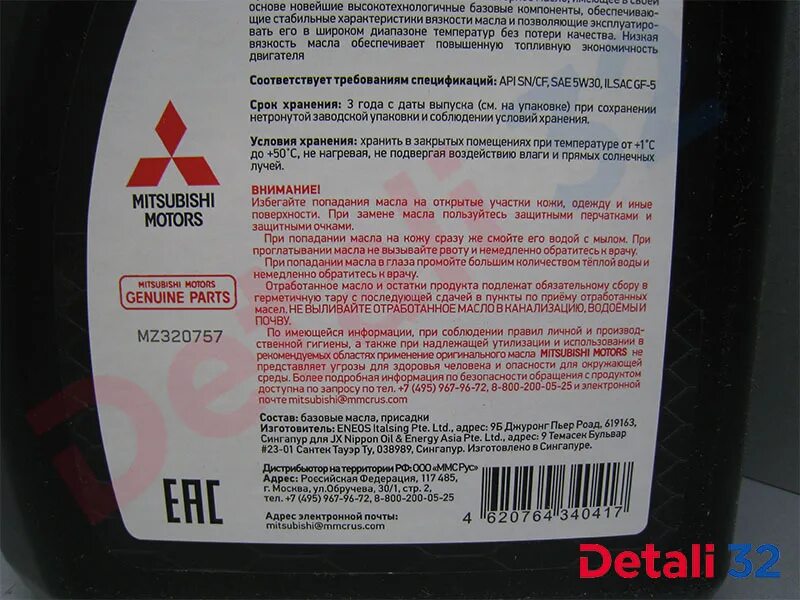 основе новейшие высокотехнологичные базовые компоненты, обеспечиваю-
щие стабильные характеристики вязкости масла и позволяющие эксплуатиро-
вать его в широком диапазоне температур без потери качества. Низкая
вязкость масла обеспечивает повышенную топливную экономичность
двигателя
Соответствует требованиям спецификаций: API SN/CF, SAE 5W30, ILSAC GF-5
Срок хранения: 3 года с даты выпуска (см. на упаковке) при сохранении
нетронутой заводской упаковки и соблюдении условий хранения.
Условия хранения: хранить в закрытых помещениях при температуре от +1°С
до +50°С, не нагревая, не подвергая воздействию влаги и прямых солнечных
лучей.
MITSUBISHI
MOTORS
ВНИМАНИЕ!
Избегайте попадания масла на открытые участки кожи, одежду и иные
поверхности. При замене масла пользуйтесь защитными перчатками и
защитными очками.
При попадании масла на кожу сразу же смойте его водой с мылом. При
проглатывании масла не вызывайте рвоту и немедленно обратитесь к врачу.
При попадании масла в глаза промойте большим количеством тёплой воды и
немедленно обратитесь к врачу.
Отработанное масло и остатки продукта подлежат обязательному сбору в
герметичную тару с последующей сдачей в пункты по приёму отработанных
масел. НЕ ВЫЛИВАЙТЕ ОТРАБОТАННОЕ МАСЛО В КАНАЛИЗАЦИЮ, ВОДОЁМЫ И
ПОЧВУ.
По имеющейся информации, при соблюдении правил личной и производ-
ственной гигиены, а также при надлежащей утилизации и использовании в
рекомендуемых областях применение оригинального масла MITSUBISHI MOTORS не
представляет угрозы для здоровья человека и опасности для окружающей
среды. Более подробная информация по безопасности обращения с продуктом
доступна по запросу по тел. +7 (495) 967-96-72, 8-800-200-05-25 и электронной
почте mitsubishi@mmcrus.com
MITSUBISHI MOTORS
GENUINE PARTS
MZ320757
Состав: базовые масла, присадки
Изготовитель: ENEOS Italsing Pte. Ltd., адрес: 9Б Джуронг Пьер Роад, 619163,
Сингапур для JX Nippon Oil & Energy Asia Pte. Ltd., адрес: 9 Темасек Бульвар
#23-01 Сантек Тауэр Ту, 038989, Сингапур. Изготовлено в Сингапуре.
Дистрибьютор на территории РФ: ООО «ММС Рус»
Адрес: Российская Федерация, 117 485,
г. Москва, ул.Обручева, 30/1, стр. 2,
тел. +7 (495) 967-96-72, 8-800-200-05-25
Адрес электронной почты:
mitsubishi@mmcrus.com
EAC
4 620764 340417
Detali 32
Detali 32